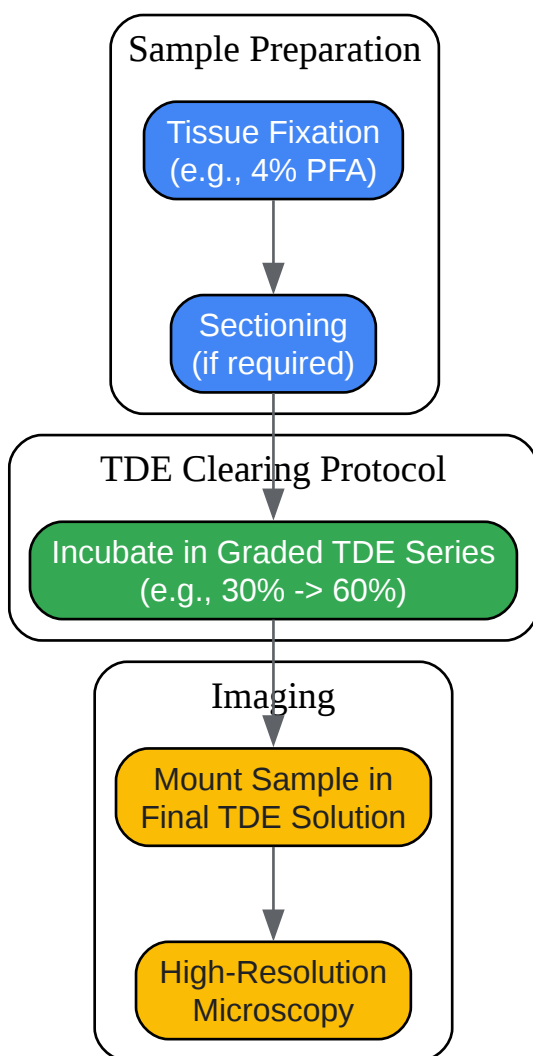 Sample Preparation
Tissue Fixation
(e.g., 4% PFA)
Sectioning
(if required)
TDE Clearing Protocol
Incubate in Graded TDE Series
(e.g., 30% -> 60%)
Imaging
Mount Sample in
Final TDE Solution
High-Resolution
Microscopy